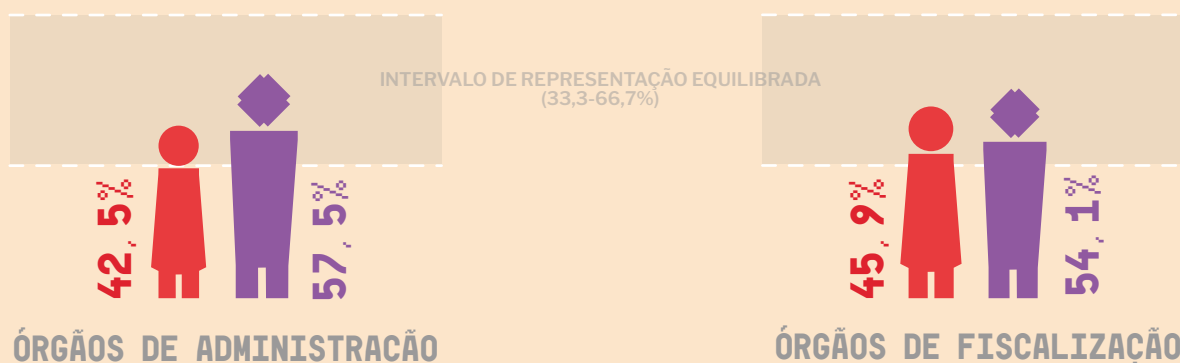 INTERVALO DE REPRESENTAÇÃO EQUILIBRADA
(33,3-66,7%)
42,5%
57,5%
45,9%
54,1%
ÓRGÃOS DE ADMINISTRAÇÃO
ÓRGÃOS DE FISCALIZAÇÃO